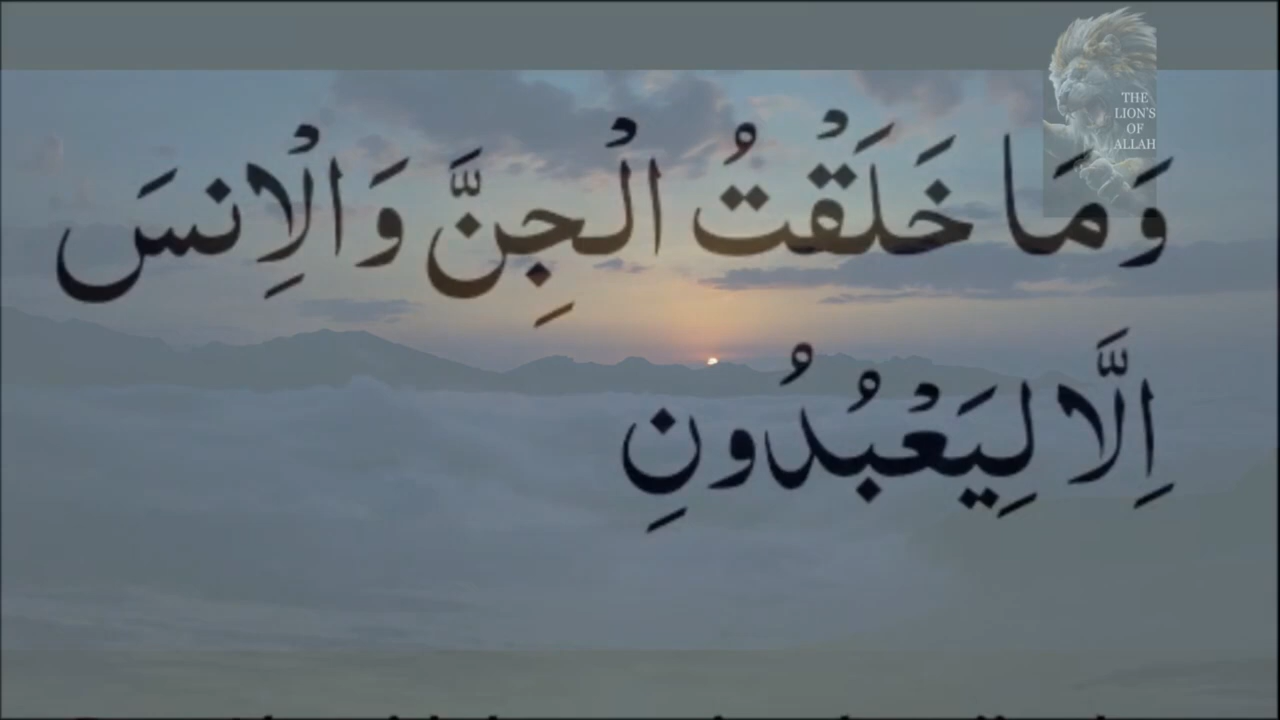 وَمَا خَلَقْتُ الْجِنَّ وَالْاِنسَ
اِلَّا لِيَعْبُدُونِ
THE
LION'S
OF
ALLAH